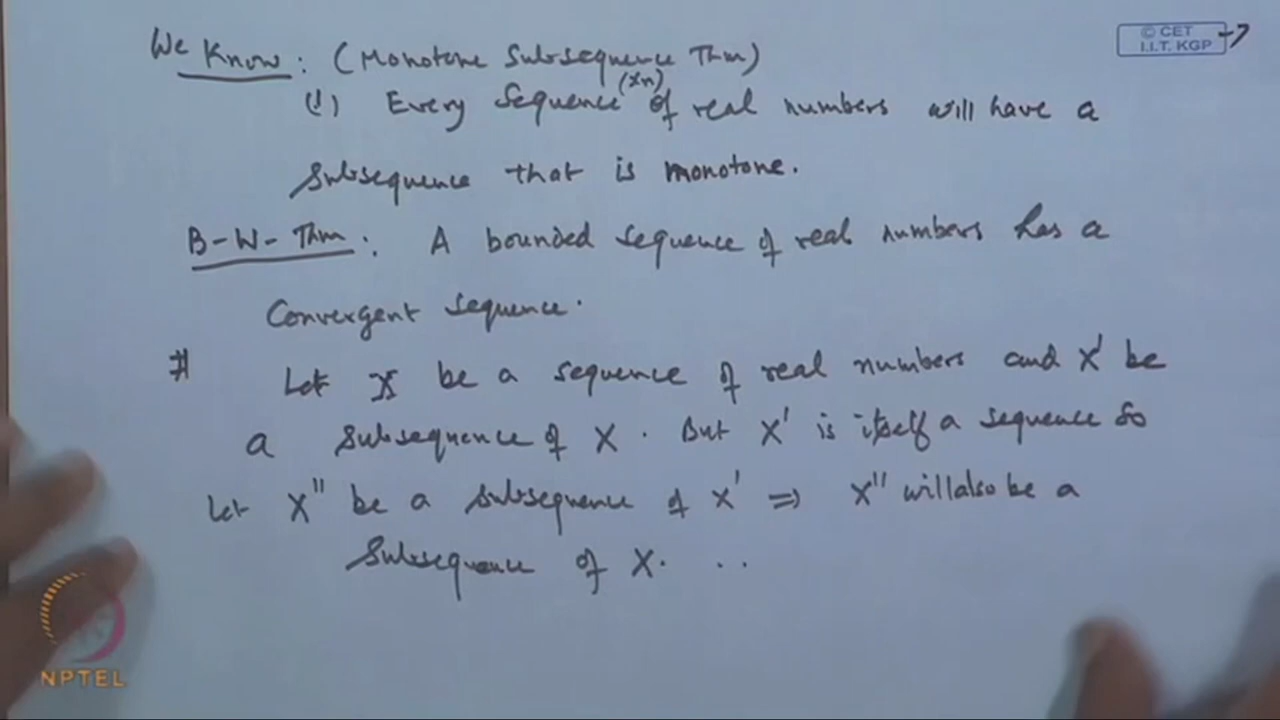 We Know: (Monotone Subsequence Thm)
(1) Every Sequence (xn) of real numbers will have a
Subsequence that is monotone.
B-W-Thm: A bounded sequence of real numbers has a
Convergent sequence.
# Let X be a sequence of real numbers and X' be
a Subsequence of X. But X' is itself a sequence So
Let X" be a subsequence of X' => X" will also be a
Subsequence of X. ..
© CET
I.I.T. KGP
NPTEL